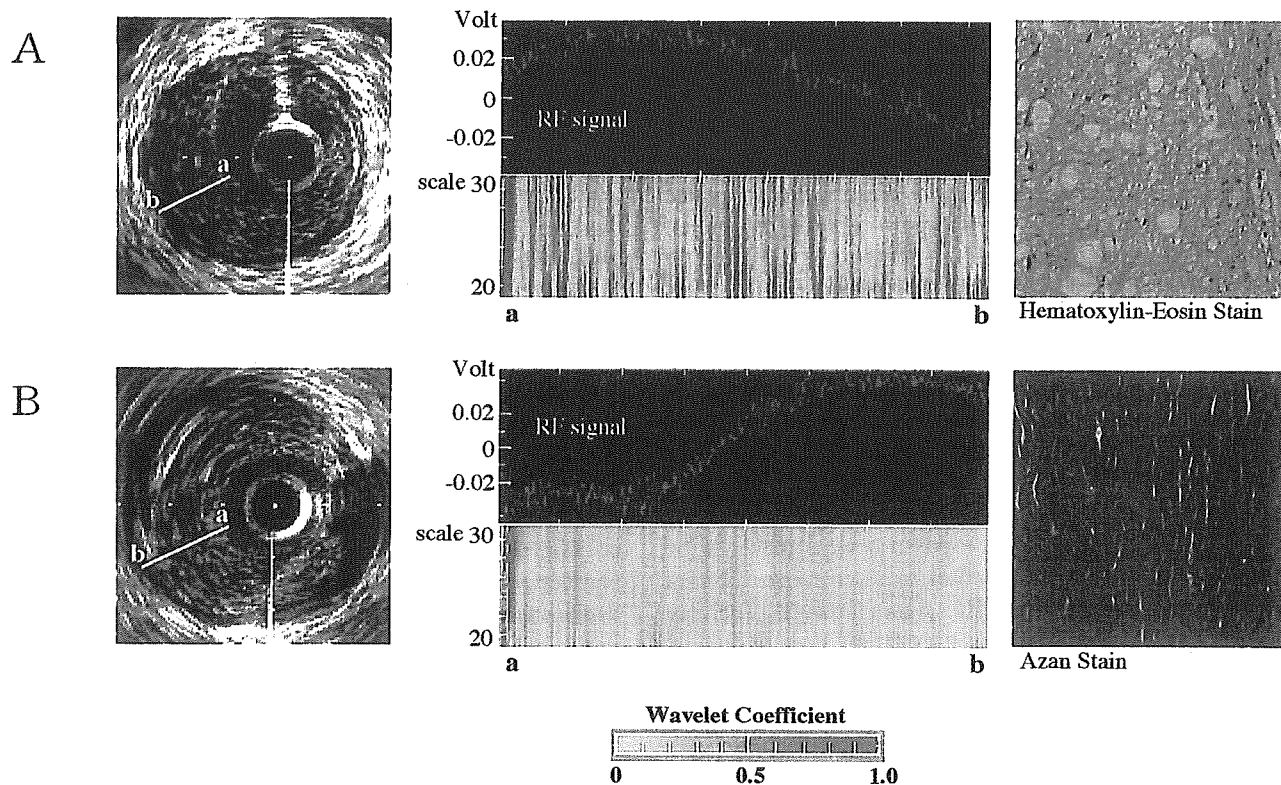 A
Volt
0.02
0
-0.02
RF signal
scale 30
20
a
b
a
b
Hematoxylin-Eosin Stain
B
Volt
0.02
0
-0.02
RF signal
scale 30
20
a
b
a
b
Azan Stain
Wavelet Coefficient
0 0.5 1.0